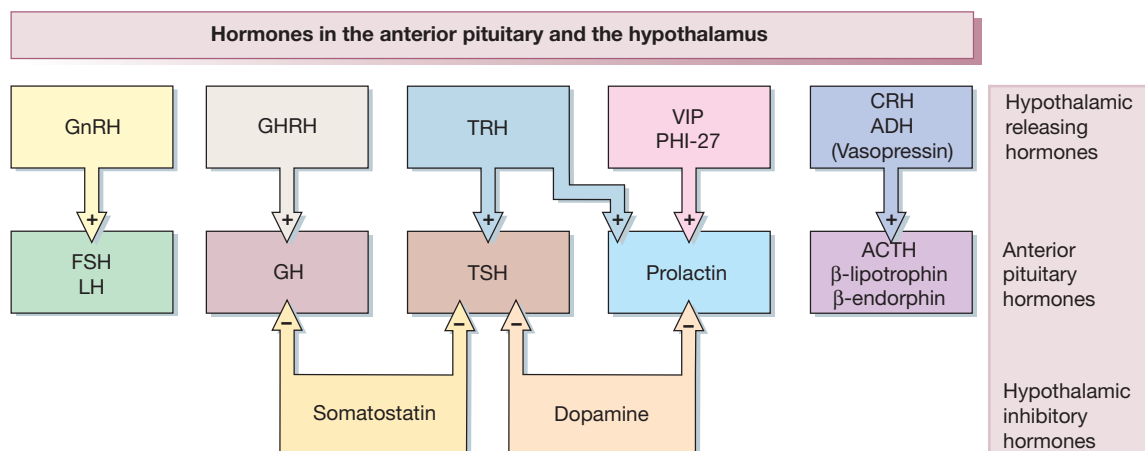 Hormones in the anterior pituitary and the hypothalamus
GnRH
GHRH
TRH
VIP
PHI-27
CRH
ADH
(Vasopressin)
Hypothalamic
releasing
hormones
+
+
+
+
+
+
FSH
LH
GH
TSH
Prolactin
ACTH
β-lipotrophin
β-endorphin
Anterior
pituitary
hormones
–
–
–
–
Somatostatin
Dopamine
Hypothalamic
inhibitory
hormones